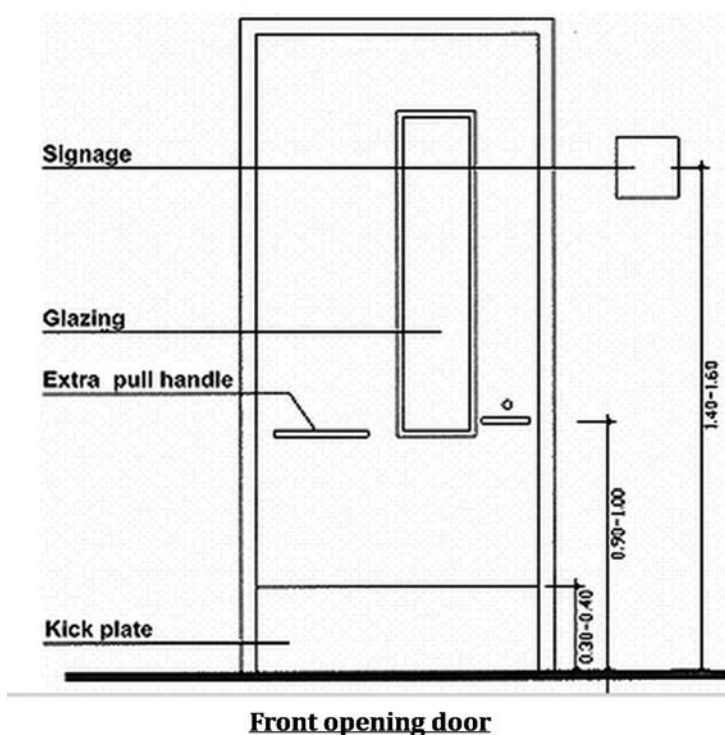 Signage
Glazing
Extra pull handle
Kick plate
1.40-1.60
0.90-1.00
0.30-0.40
Front opening door